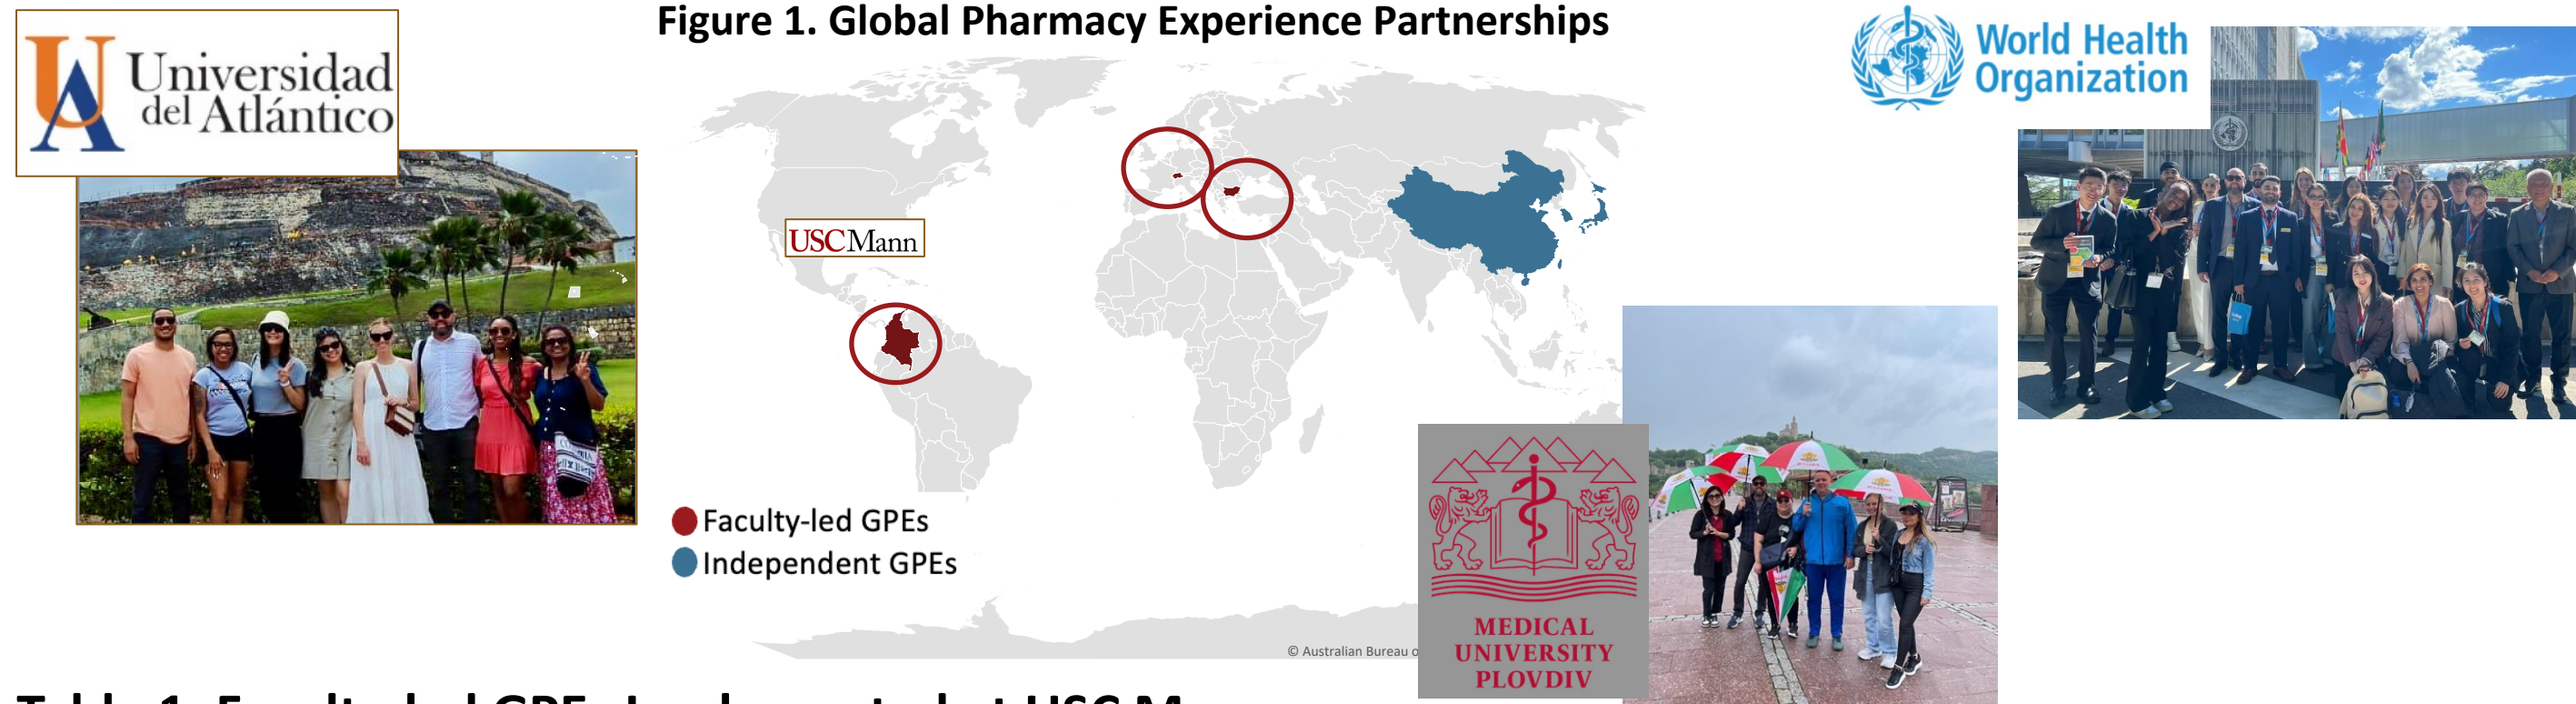 Figure 1. Global Pharmacy Experience Partnerships
Universidad
del Atlántico
World Health
Organization
USCMann
Faculty-led GPEs
Independent GPEs
© Australian Bureau o
MEDICAL
UNIVERSITY
PLOVDIV